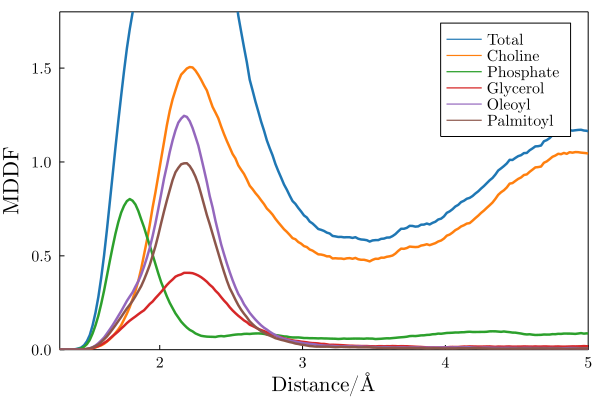 MDDF
1.5
1.0
0.5
0.0
2
3
4
5
Distance/Å
Total
Choline
Phosphate
Glycerol
Oleoyl
Palmitoyl